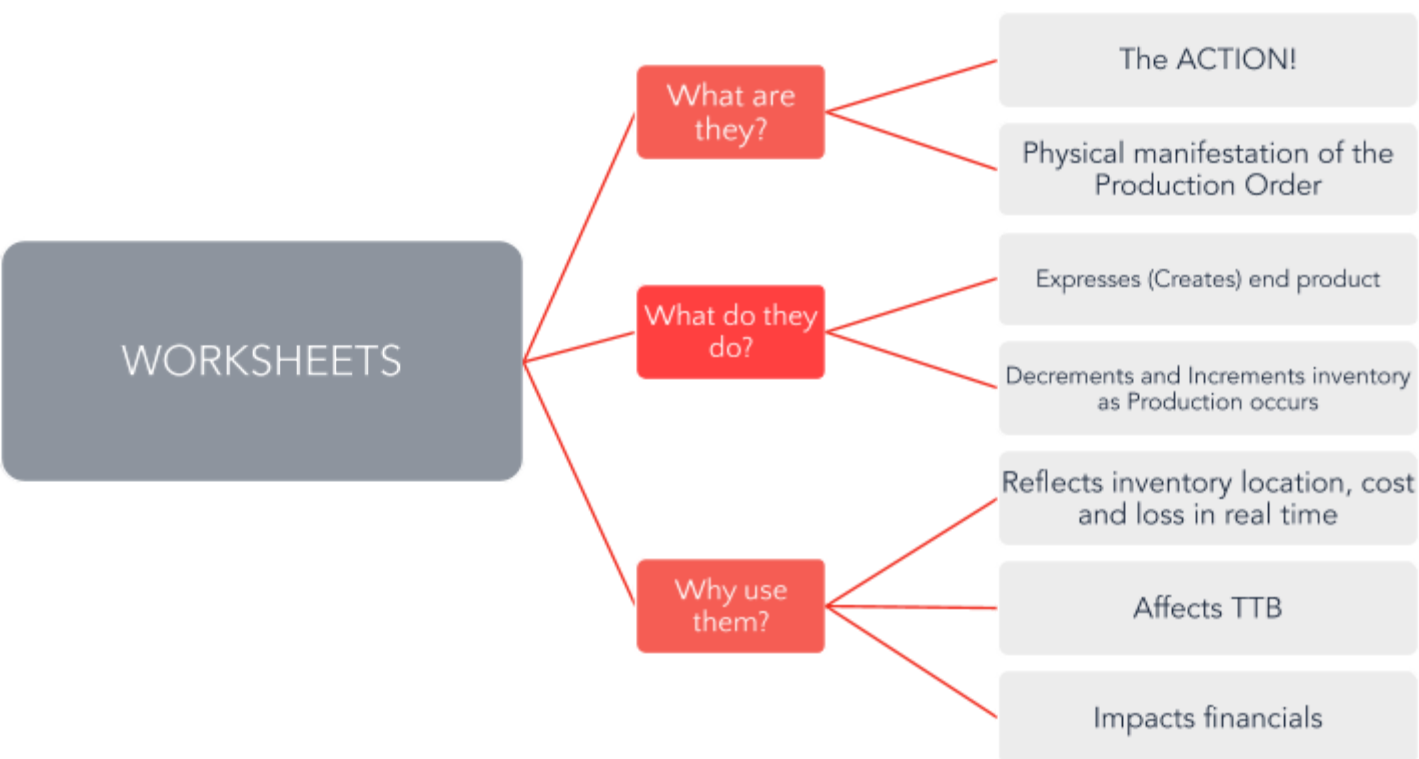 WORKSHEETS
What are
they?
The ACTION!
Physical manifestation of the
Production Order
What do they
do?
Expresses (Creates) end product
Decrements and Increments inventory
as Production occurs
Why use
them?
Reflects inventory location, cost
and loss in real time
Affects TTB
Impacts financials